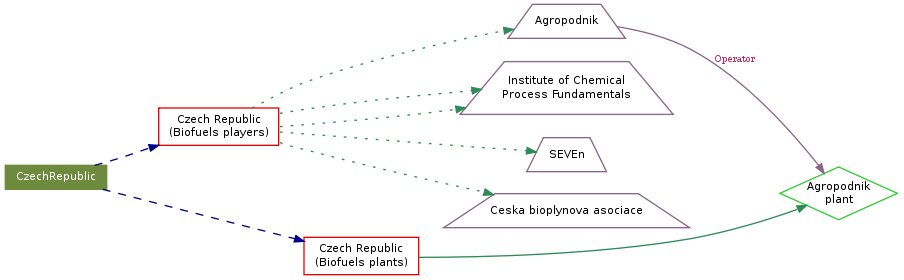 Agropodnik
Operator
Institute of Chemical
Process Fundamentals
Czech Republic
(Biofuels players)
SEVEn
CzechRepublic
Agropodnik
plant
Ceska bioplynova asociace
Czech Republic
(Biofuels plants)